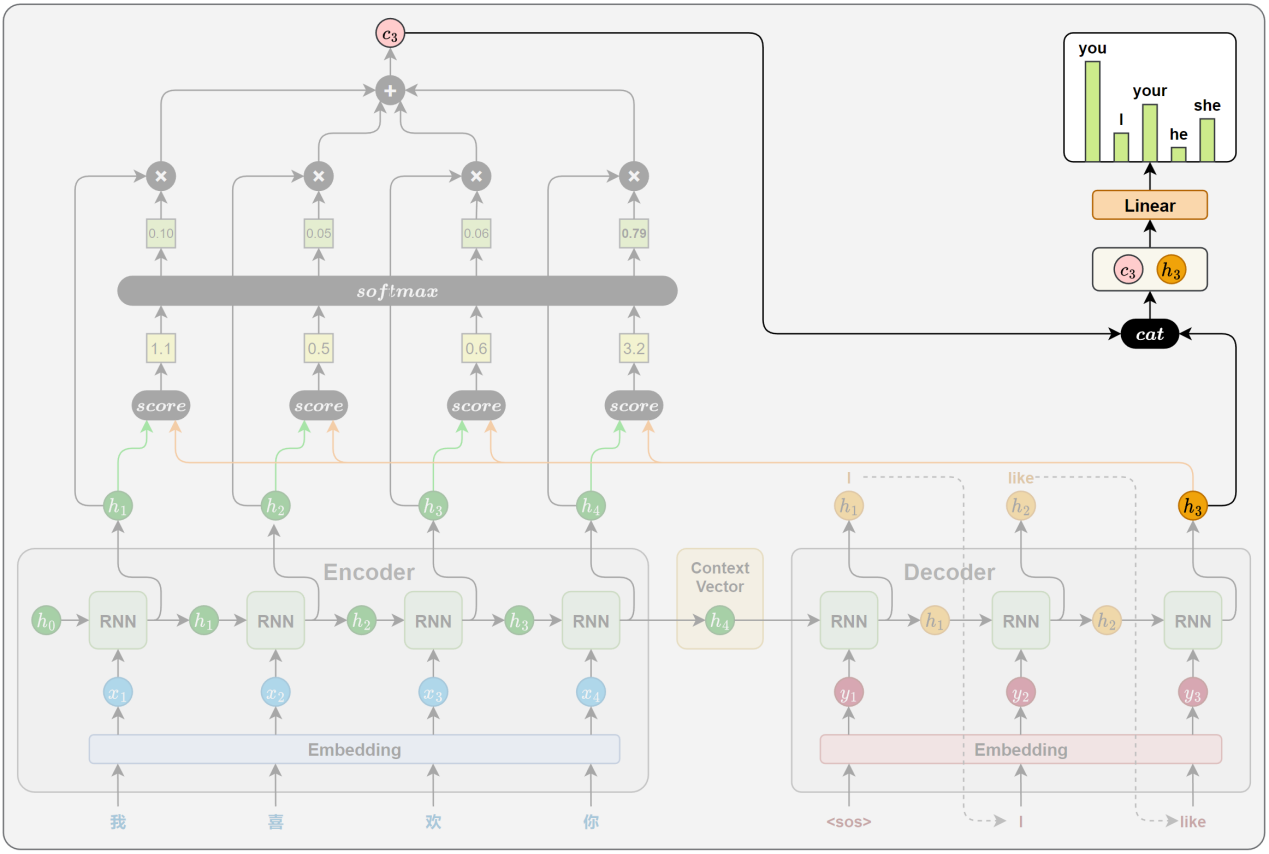 c₃
you
your
she
I
he
+
× × × ×
Linear
0.10 0.05 0.06 0.79
c₃ h₃
softmax
cat
1.1 0.5 0.6 3.2
score score score score
I like
h₁ h₂ h₃ h₄ h₁ h₂ h₃
Encoder
Context
Vector
Decoder
h₀ RNN h₁ RNN h₂ RNN h₃ RNN h₄ RNN h₁ RNN h₂ RNN
x₁ x₂ x₃ x₄ y₁ y₂ y₃
Embedding Embedding
我 喜 欢 你 <sos> I like